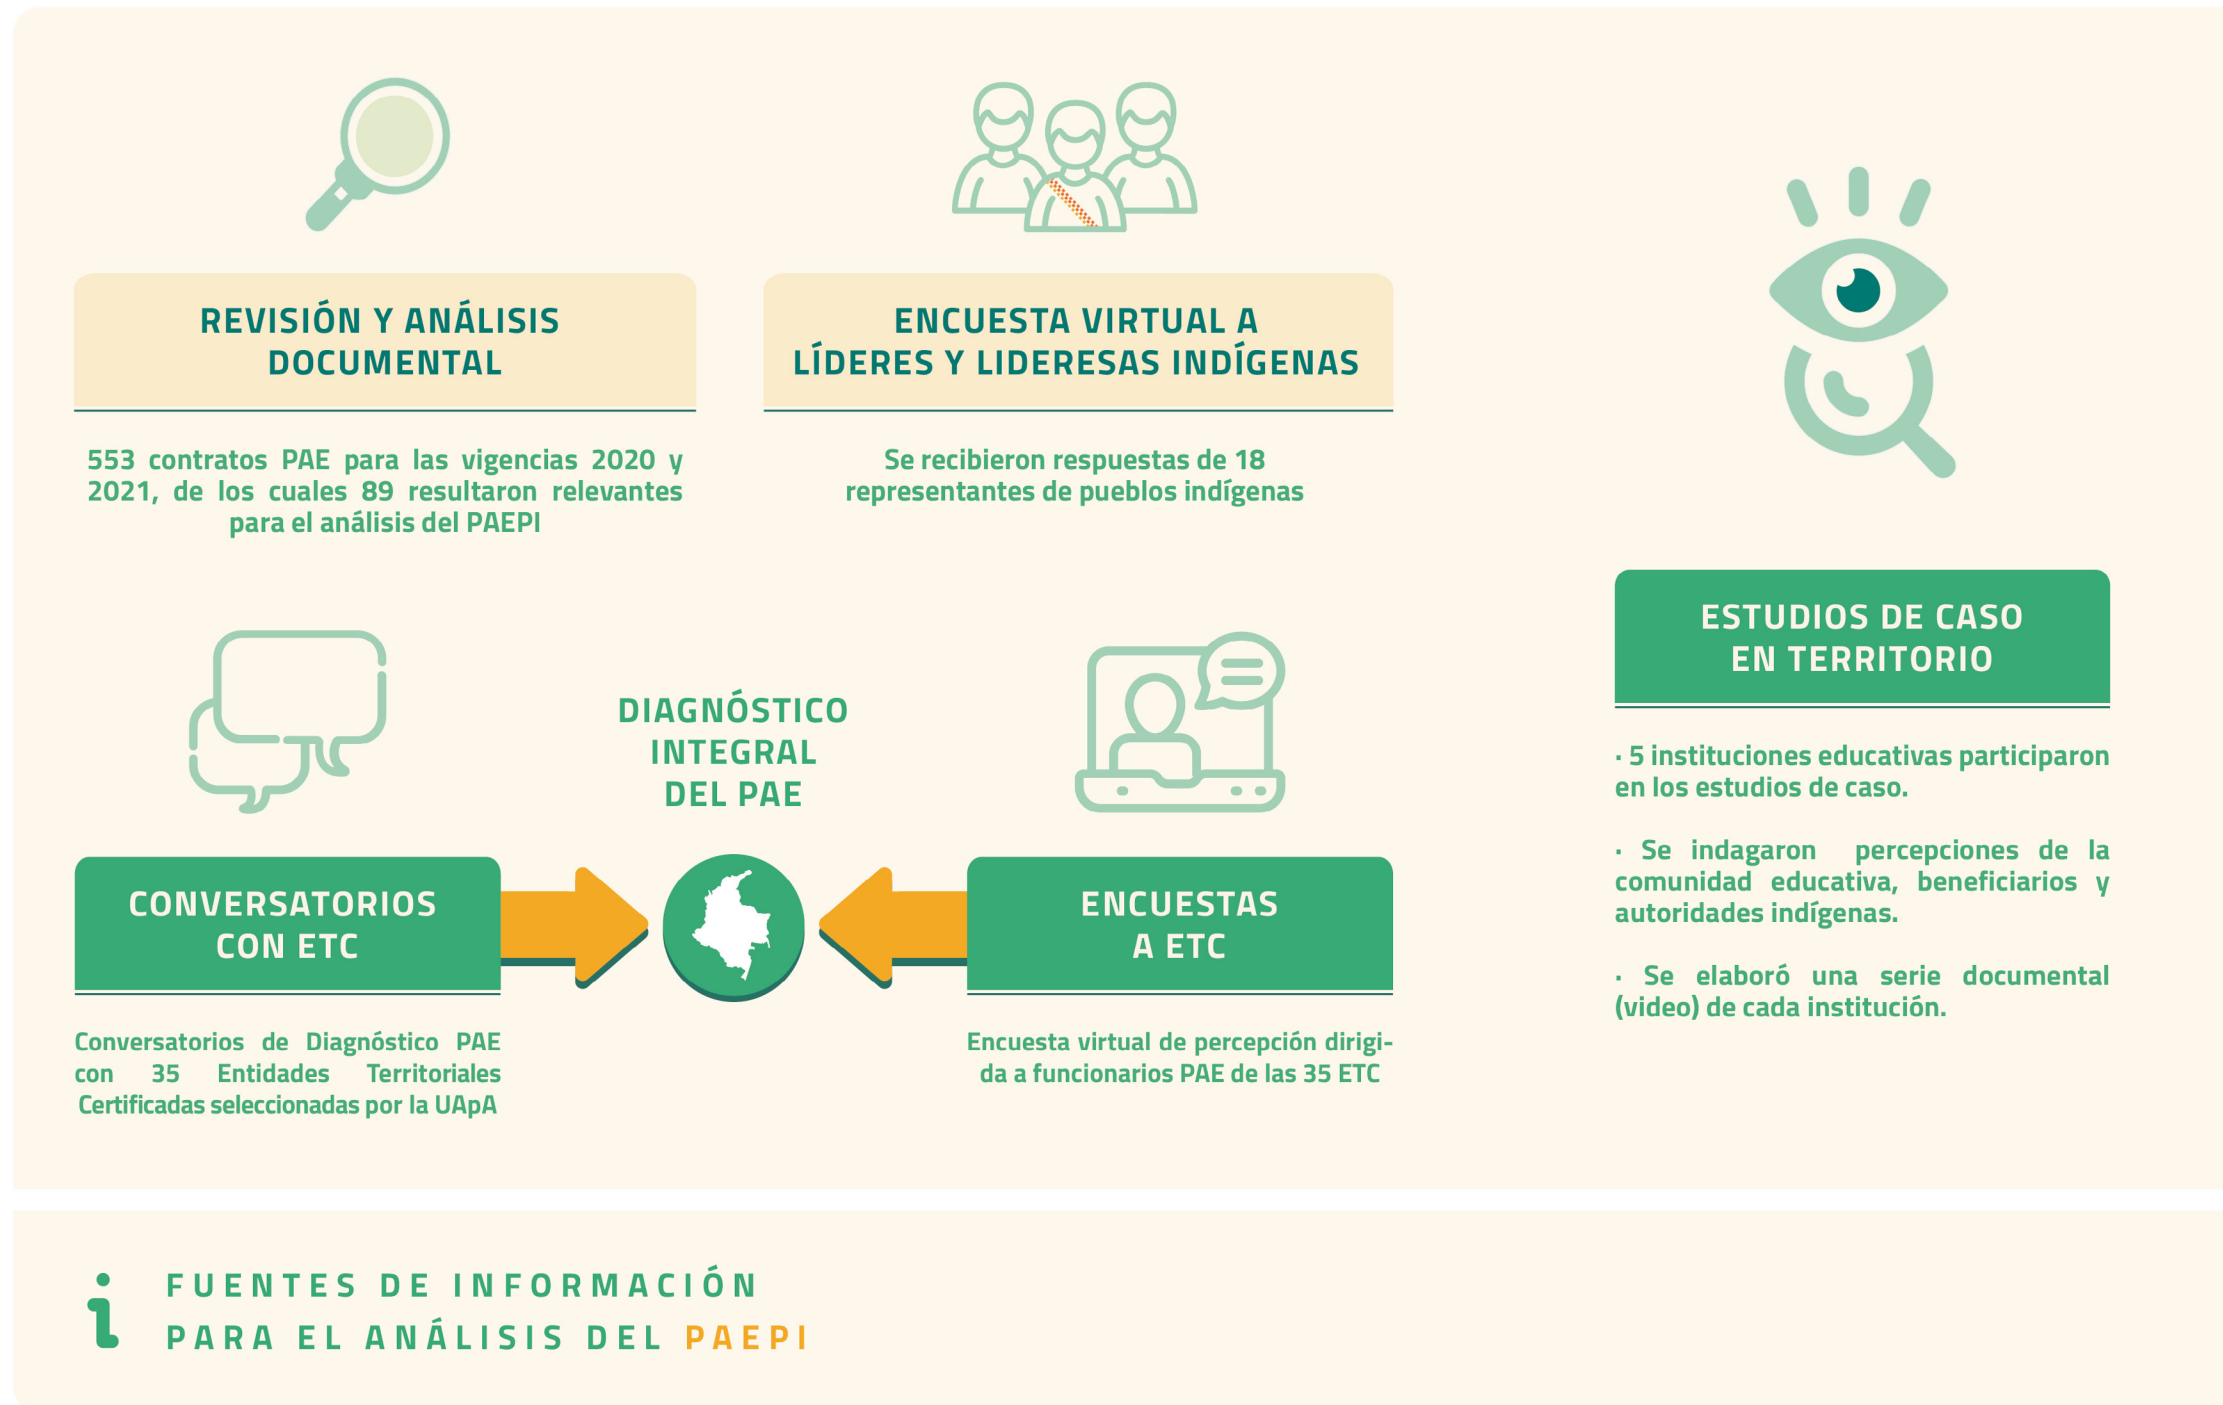 REVISIÓN Y ANÁLISIS
DOCUMENTAL
553 contratos PAE para las vigencias 2020 y
2021, de los cuales 89 resultaron relevantes
para el análisis del PAEPI
ENCUESTA VIRTUAL A
LÍDERES Y LIDERESAS INDÍGENAS
Se recibieron respuestas de 18
representantes de pueblos indígenas
CONVERSATORIOS
CON ETC
Conversatorios de Diagnóstico PAE
con 35 Entidades Territoriales
Certificadas seleccionadas por la UApA
DIAGNÓSTICO
INTEGRAL
DEL PAE
ENCUESTAS
A ETC
Encuesta virtual de percepción dirigi-
da a funcionarios PAE de las 35 ETC
ESTUDIOS DE CASO
EN TERRITORIO
· 5 instituciones educativas participaron
en los estudios de caso.
· Se indagaron percepciones de la
comunidad educativa, beneficiarios y
autoridades indígenas.
· Se elaboró una serie documental
(video) de cada institución.
FUENTES DE INFORMACIÓN
PARA EL ANÁLISIS DEL PAEPI